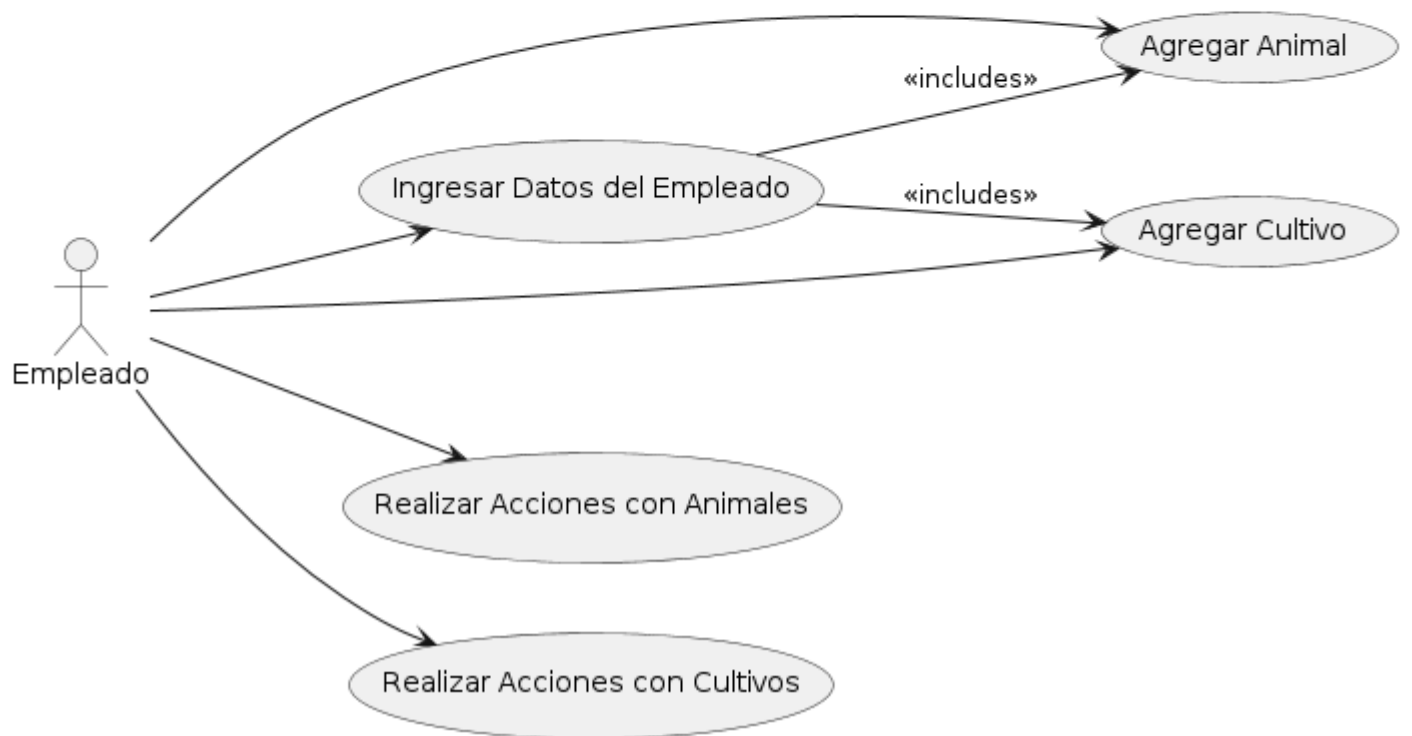 Agregar Animal
«includes»
Ingresar Datos del Empleado
«includes»
Agregar Cultivo
Empleado
Realizar Acciones con Animales
Realizar Acciones con Cultivos